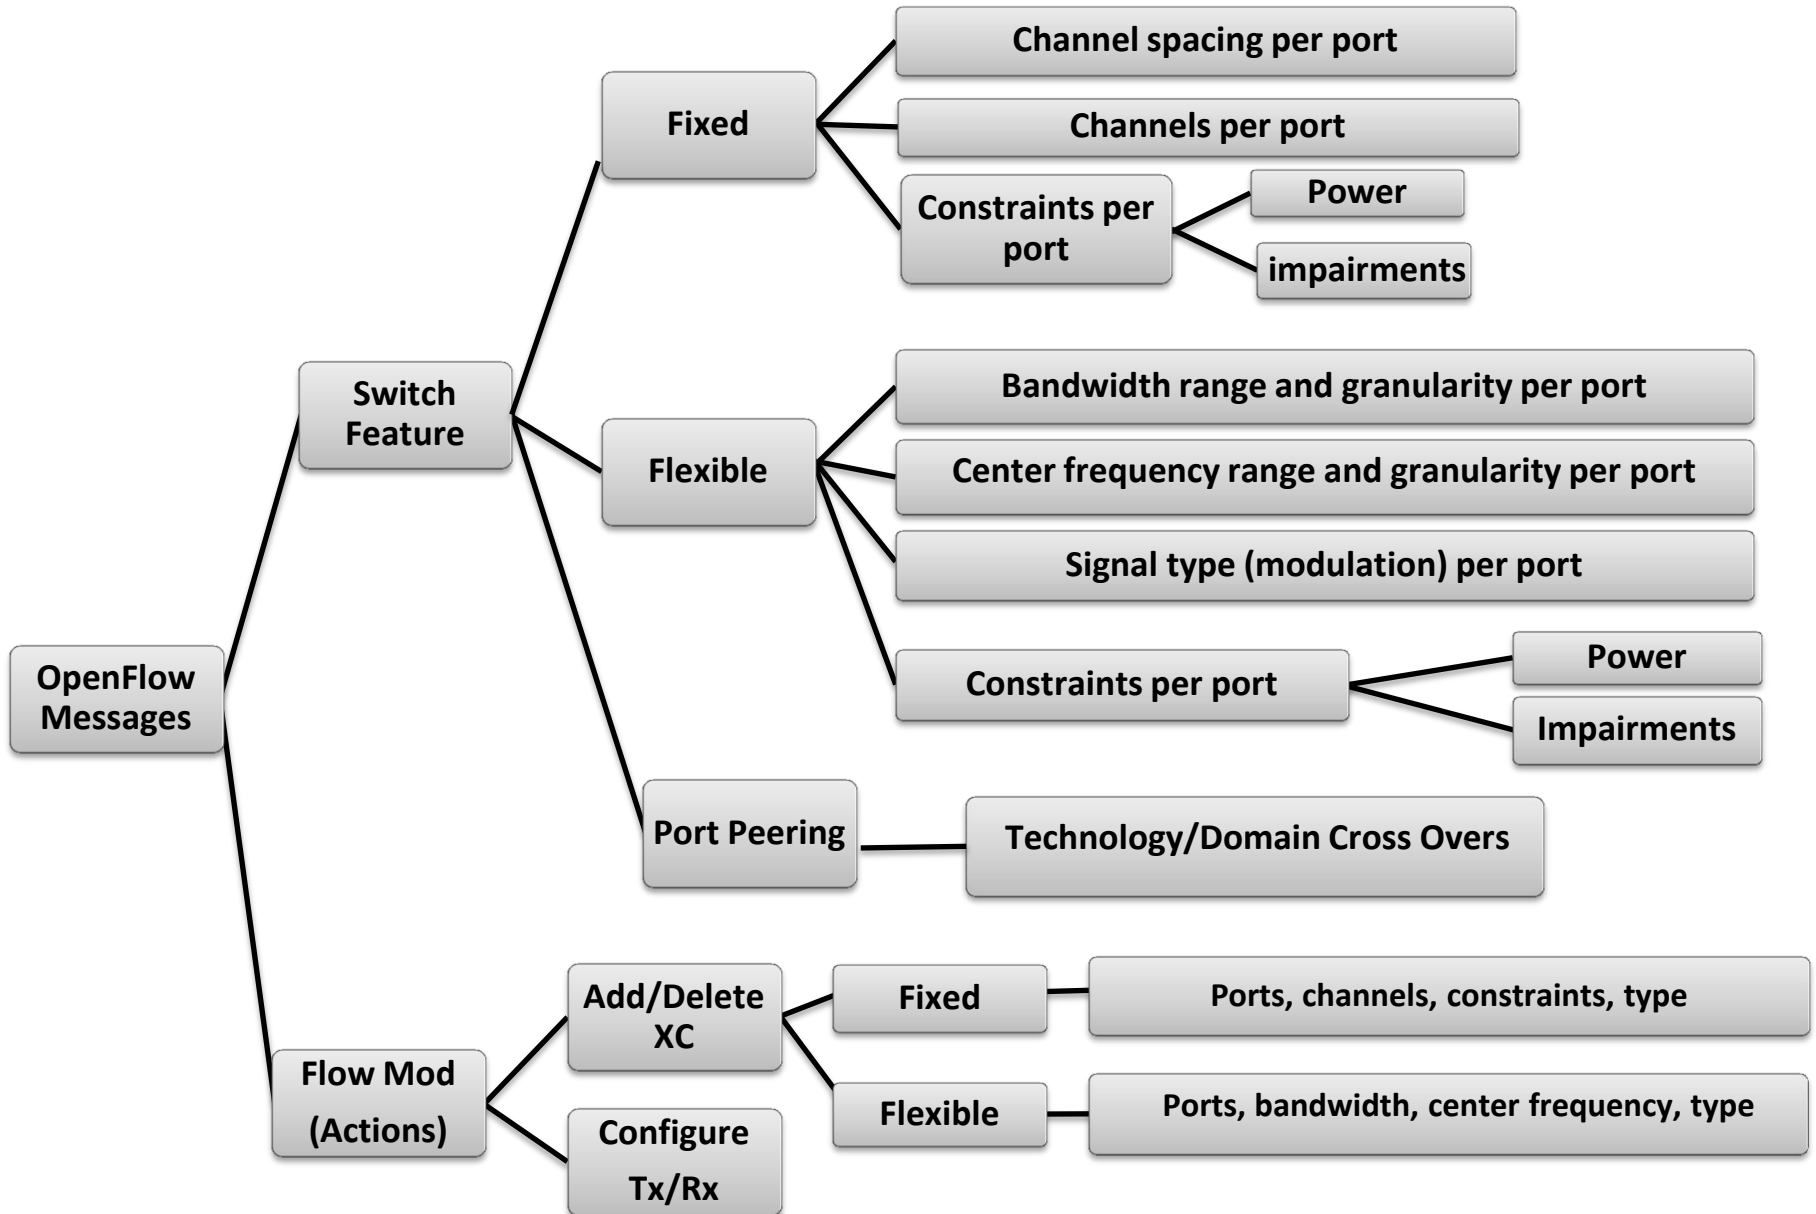 OpenFlow
Messages
Switch
Feature
Fixed
Channel spacing per port
Channels per port
Constraints per
port
Power
impairments
Flexible
Bandwidth range and granularity per port
Center frequency range and granularity per port
Signal type (modulation) per port
Constraints per port
Power
Impairments
Port Peering
Technology/Domain Cross Overs
Flow Mod
(Actions)
Add/Delete
XC
Fixed
Ports, channels, constraints, type
Flexible
Ports, bandwidth, center frequency, type
Configure
Tx/Rx